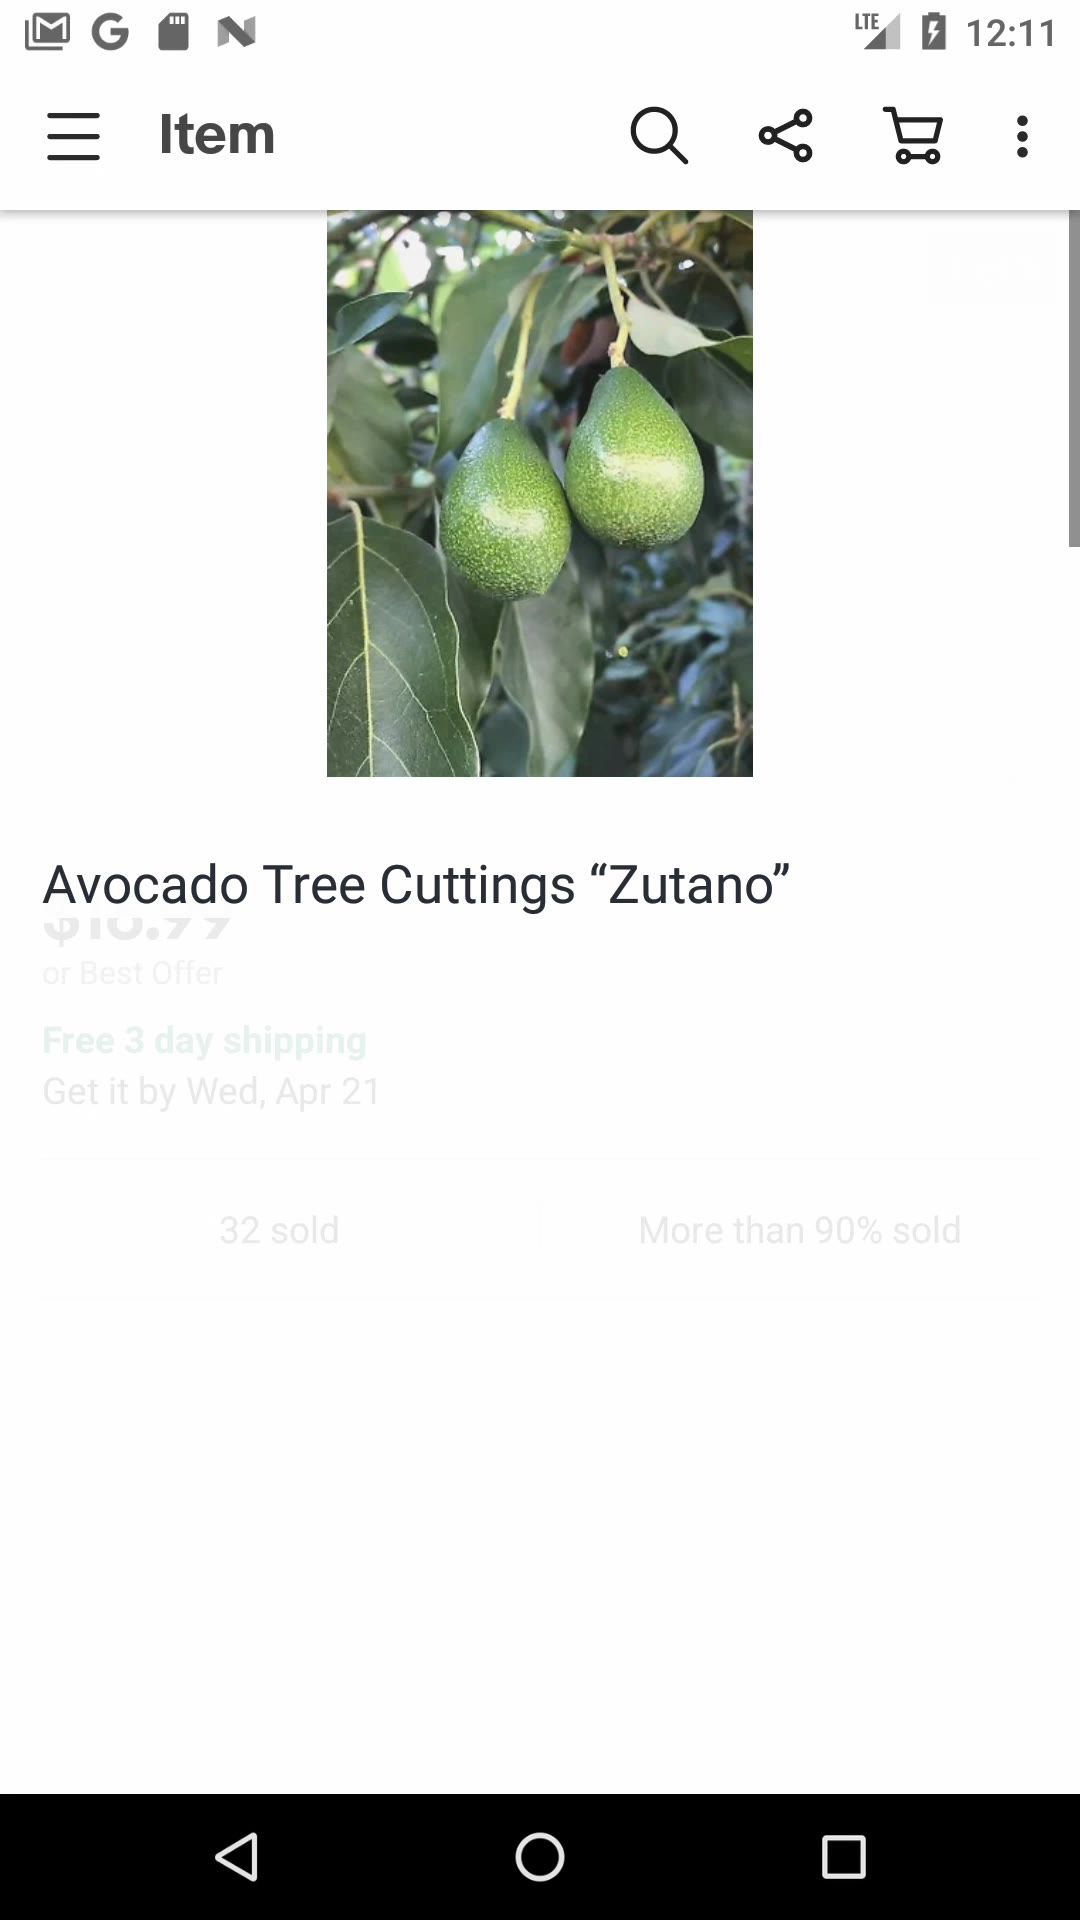 LTE 12:11
Item
Avocado Tree Cuttings “Zutano”
or Best Offer
Free 3 day shipping
Get it by Wed, Apr 21
32 sold
More than 90% sold